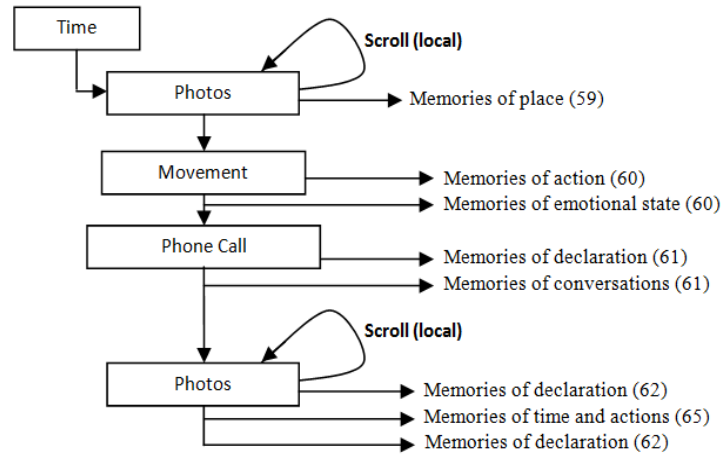 Time
Scroll (local)
Photos
Memories of place (59)
Movement
Memories of action (60)
Memories of emotional state (60)
Phone Call
Memories of declaration (61)
Memories of conversations (61)
Scroll (local)
Photos
Memories of declaration (62)
Memories of time and actions (65)
Memories of declaration (62)